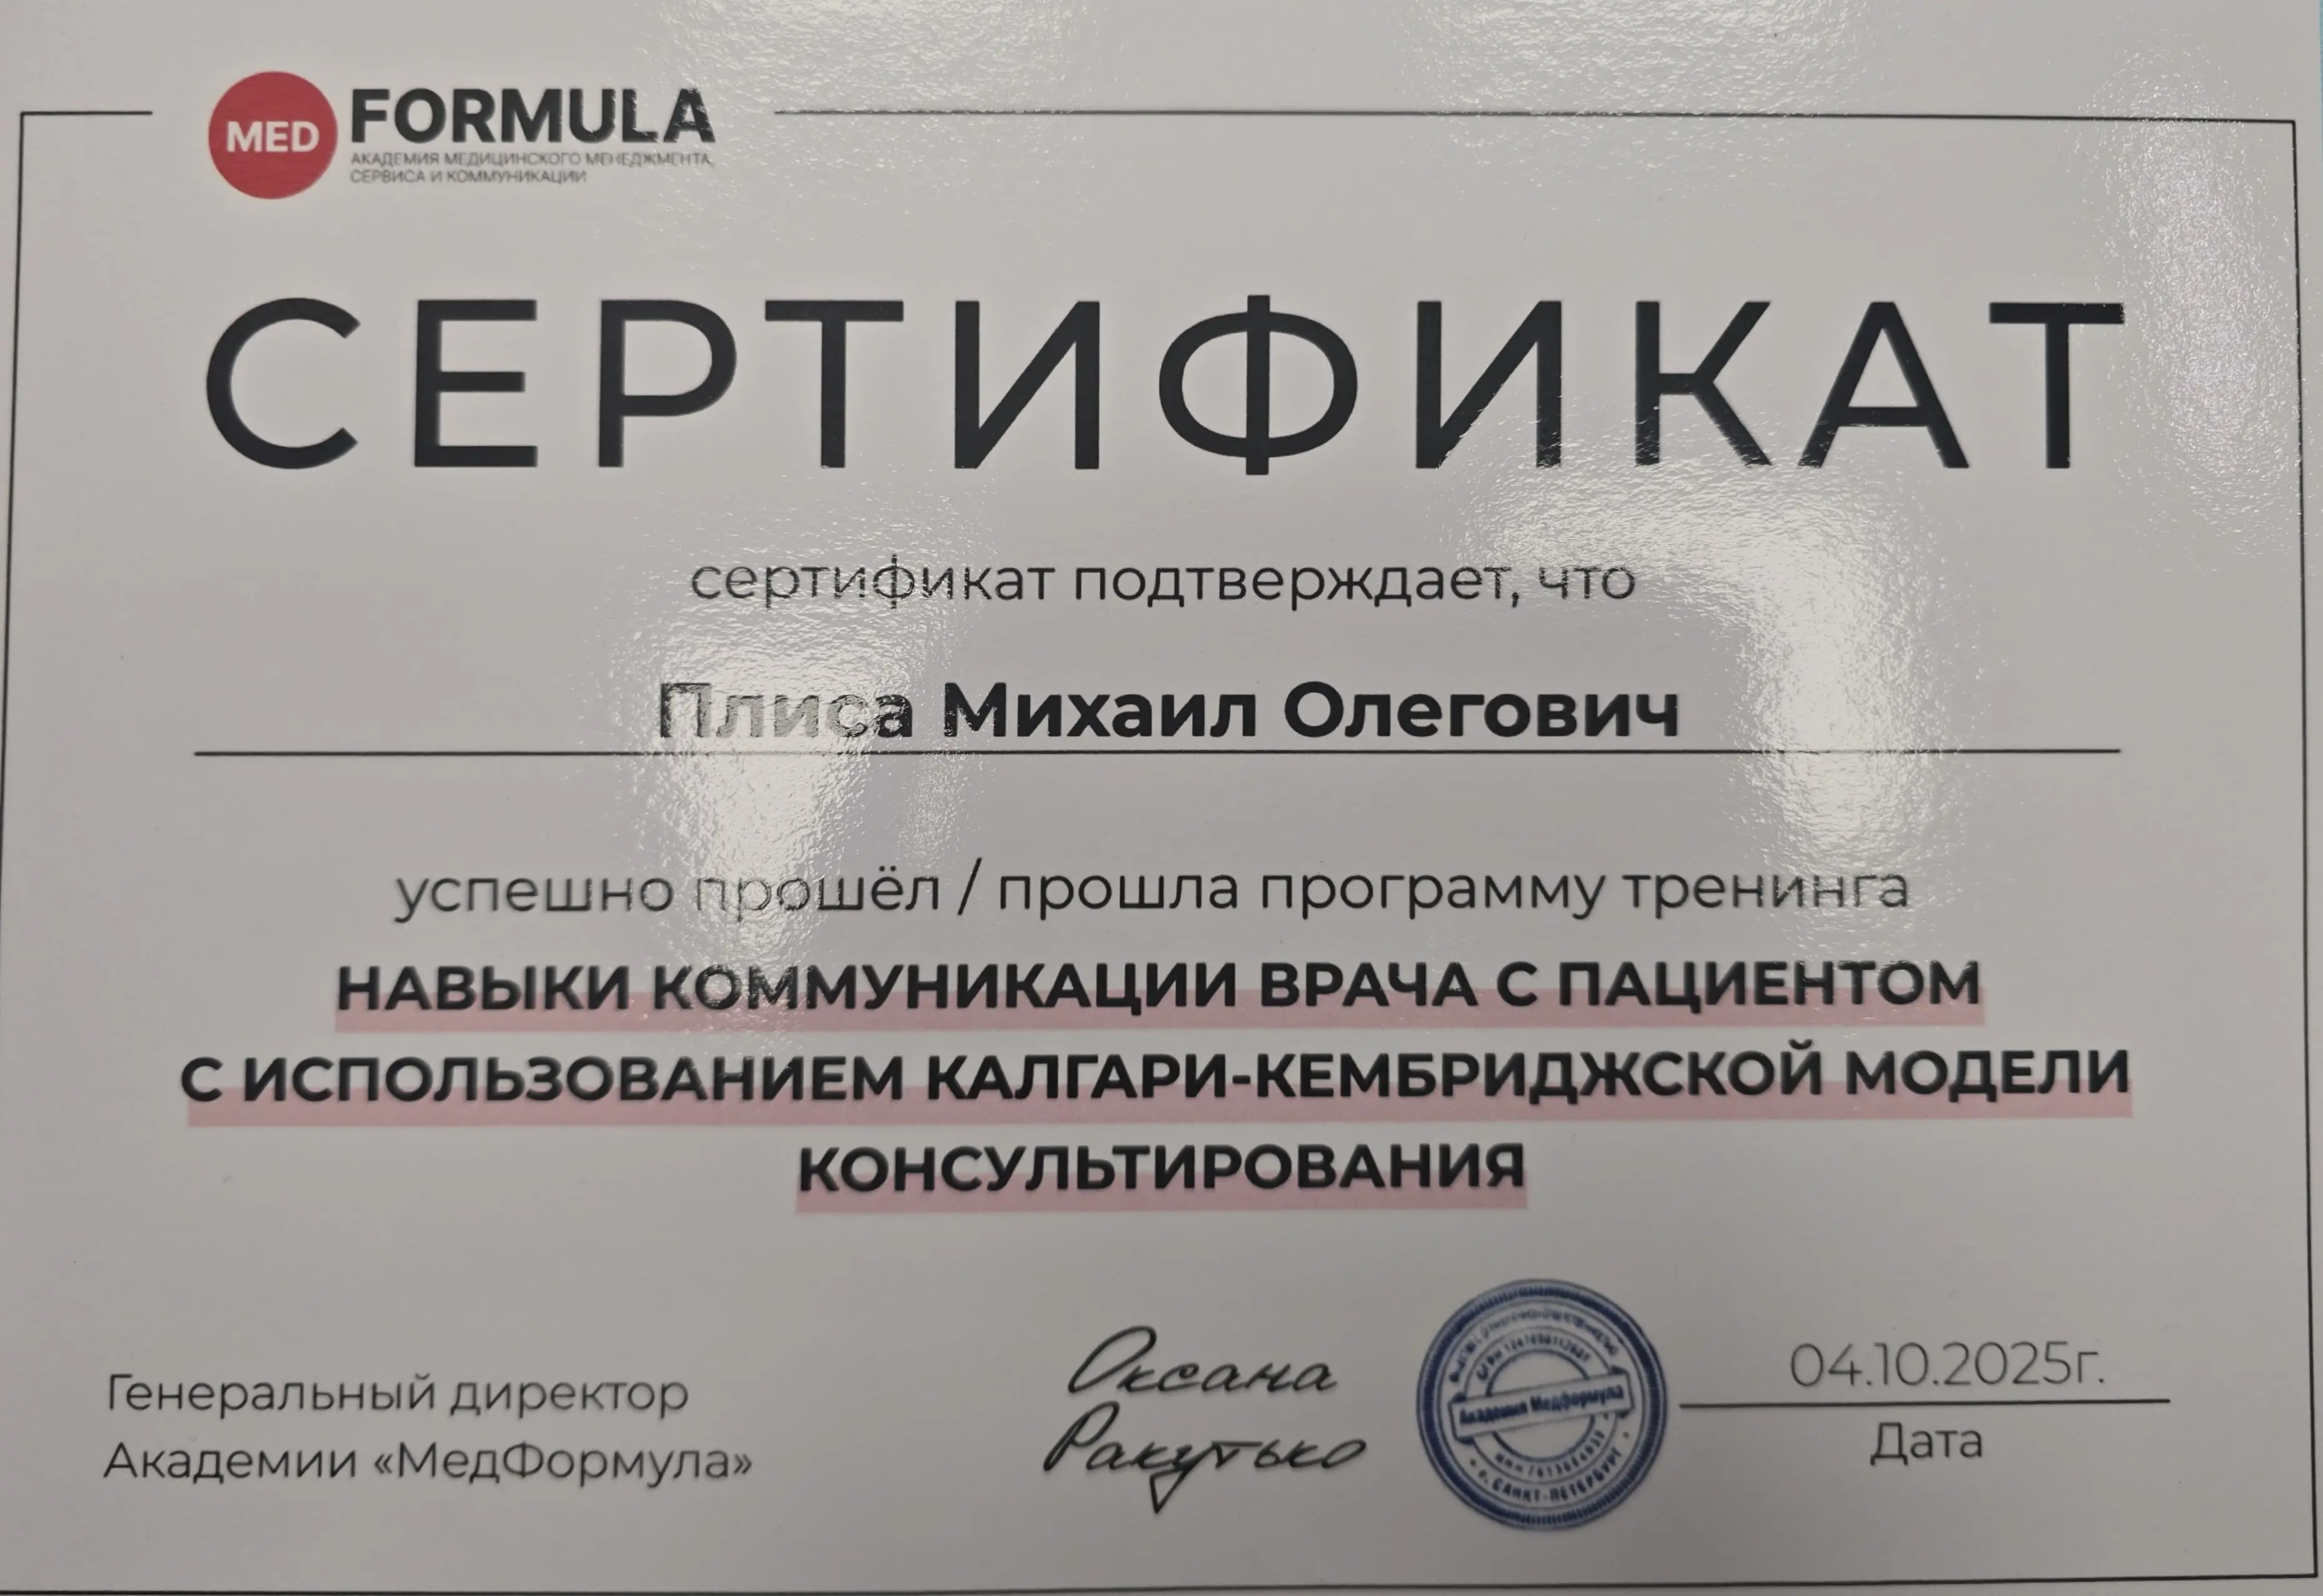 MED FORMULA
АКАДЕМИЯ МЕДИЦИНСКОГО МЕНЕДЖМЕНТА,
СЕРВИСА И КОММУНИКАЦИИ
СЕРТИФИКАТ
сертификат подтверждает, что
Плиса Михаил Олегович
успешно прошёл / прошла программу тренинга
НАВЫКИ КОММУНИКАЦИИ ВРАЧА С ПАЦИЕНТОМ
С ИСПОЛЬЗОВАНИЕМ КАЛГАРИ-КЕМБРИДЖСКОЙ МОДЕЛИ
КОНСУЛЬТИРОВАНИЯ
Генеральный директор
Академии «МедФормула»
Оксана
Ракутько
Академия Медформула
г. САНКТ-ПЕТЕРБУРГ
04.10.2025г.
Дата